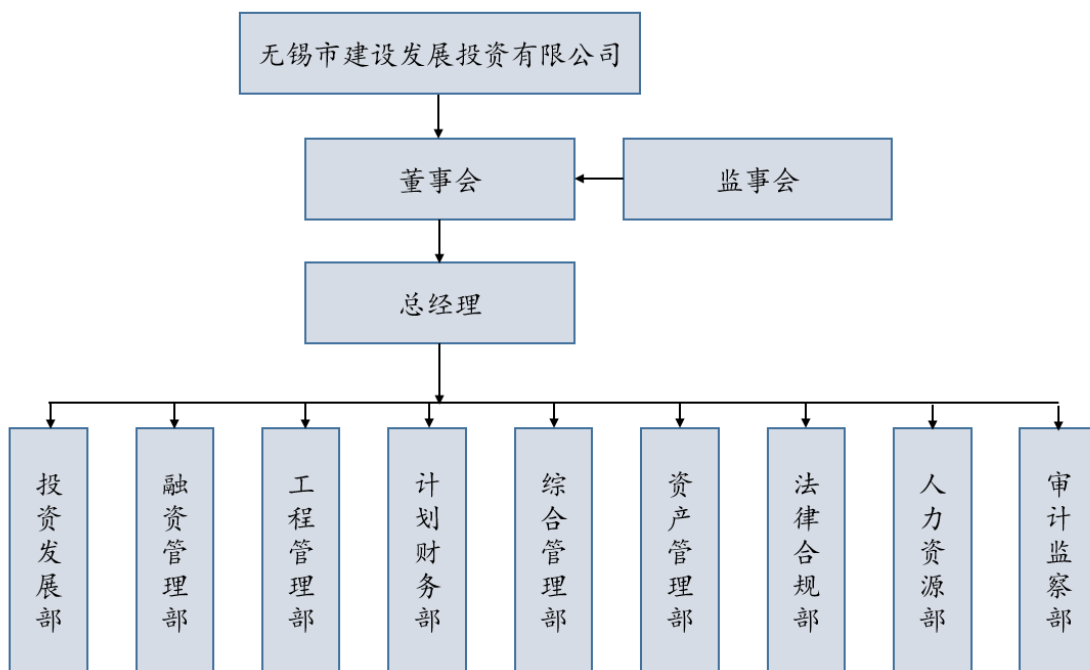 无锡市建设发展投资有限公司
董事会
监事会
总经理
投资发展部
融资管理部
工程管理部
计划财务部
综合管理部
资产管理部
法律合规部
人力资源部
审计监察部